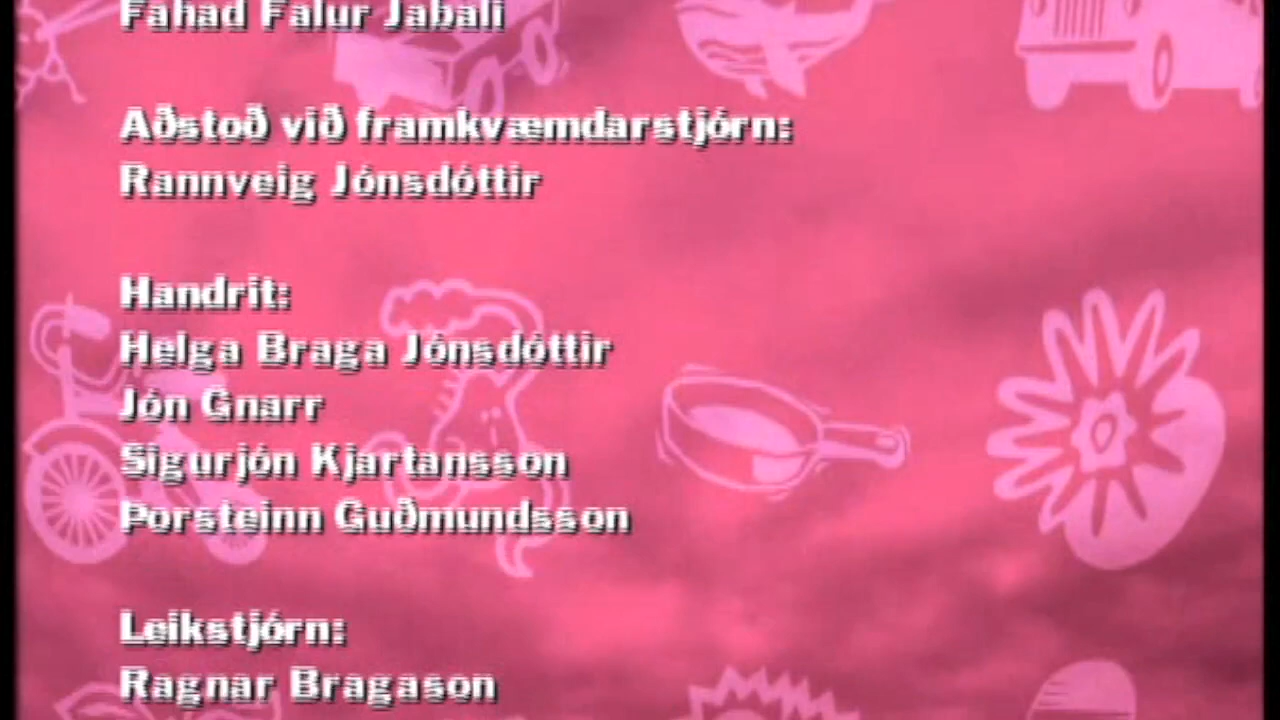 Fahad Falur Jabali
Aðstoð við framkvæmdarstjórn:
Rannveig Jónsdóttir
Handrit:
Helga Braga Jónsdóttir
Jón Gnarr
Sigurjón Kjartansson
Þorsteinn Guðmundsson
Leikstjórn:
Ragnar Bragason